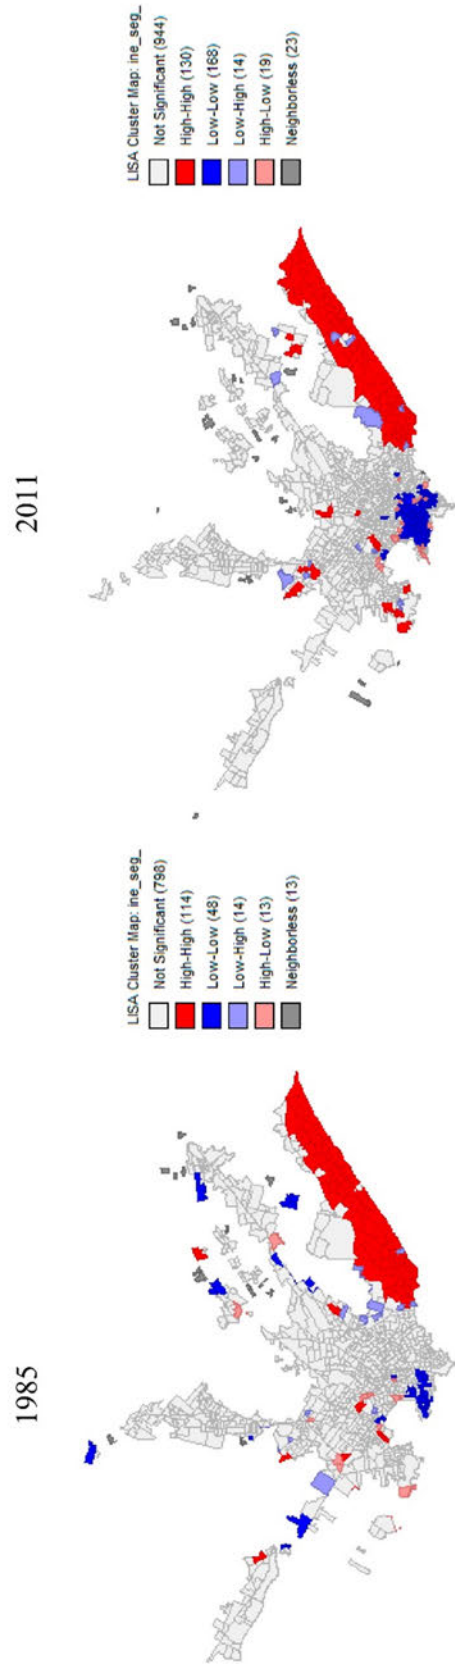 1985
LISA Cluster Map: ine_seg_
Not Significant (798)
High-High (114)
Low-Low (48)
Low-High (14)
High-Low (13)
Neighborless (13)
2011
LISA Cluster Map: ine_seg_
Not Significant (944)
High-High (130)
Low-Low (168)
Low-High (14)
High-Low (19)
Neighborless (23)